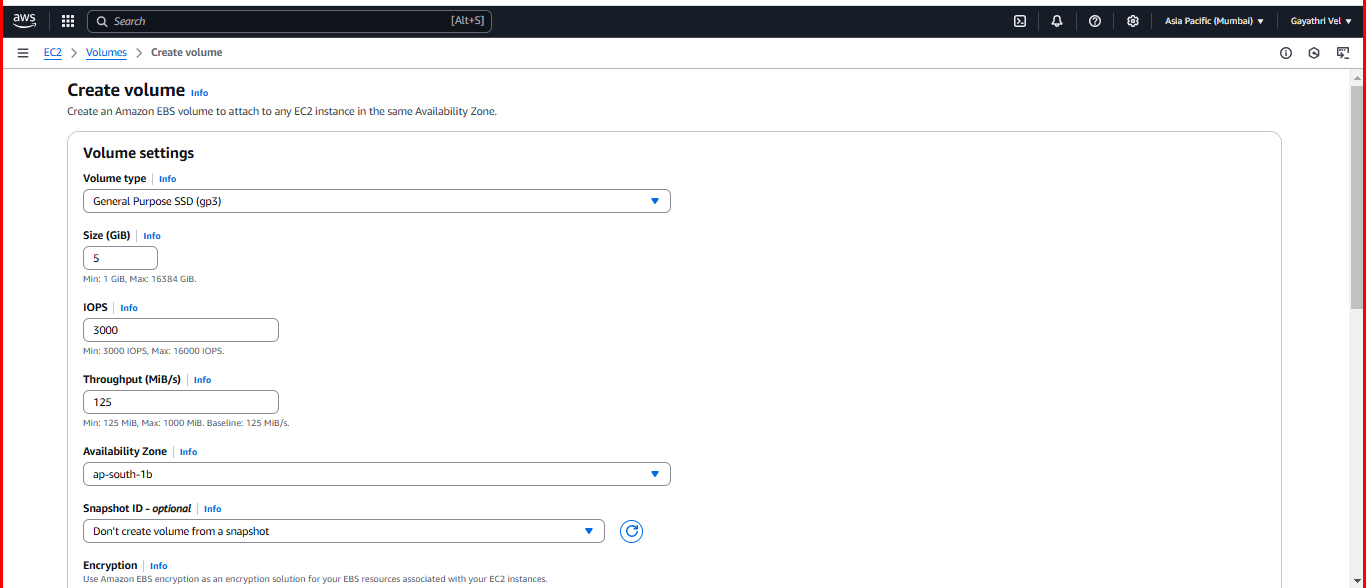 aws Search [Alt+S] Asia Pacific (Mumbai) Gayathri Vel
EC2 Volumes Create volume
Create volume Info
Create an Amazon EBS volume to attach to any EC2 instance in the same Availability Zone.
Volume settings
Volume type Info
General Purpose SSD (gp3)
Size (GiB) Info
5
Min: 1 GiB, Max: 16384 GiB.
IOPS Info
3000
Min: 3000 IOPS, Max: 16000 IOPS.
Throughput (MiB/s) Info
125
Min: 125 MiB, Max: 1000 MiB. Baseline: 125 MiB/s.
Availability Zone Info
ap-south-1b
Snapshot ID - optional Info
Don't create volume from a snapshot
Encryption Info
Use Amazon EBS encryption as an encryption solution for your EBS resources associated with your EC2 instances.